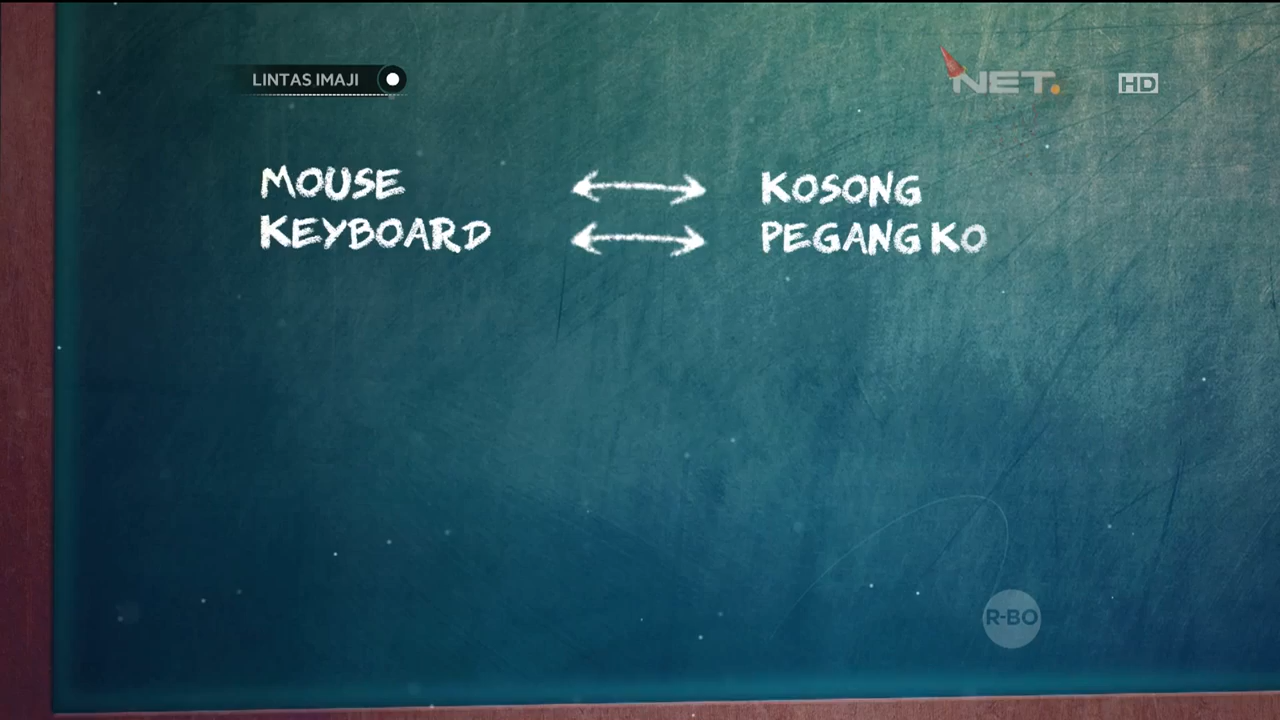 LINTAS IMAJI
NET.
HD
MOUSE KOSONG
KEYBOARD PEGANG KO
R-BO